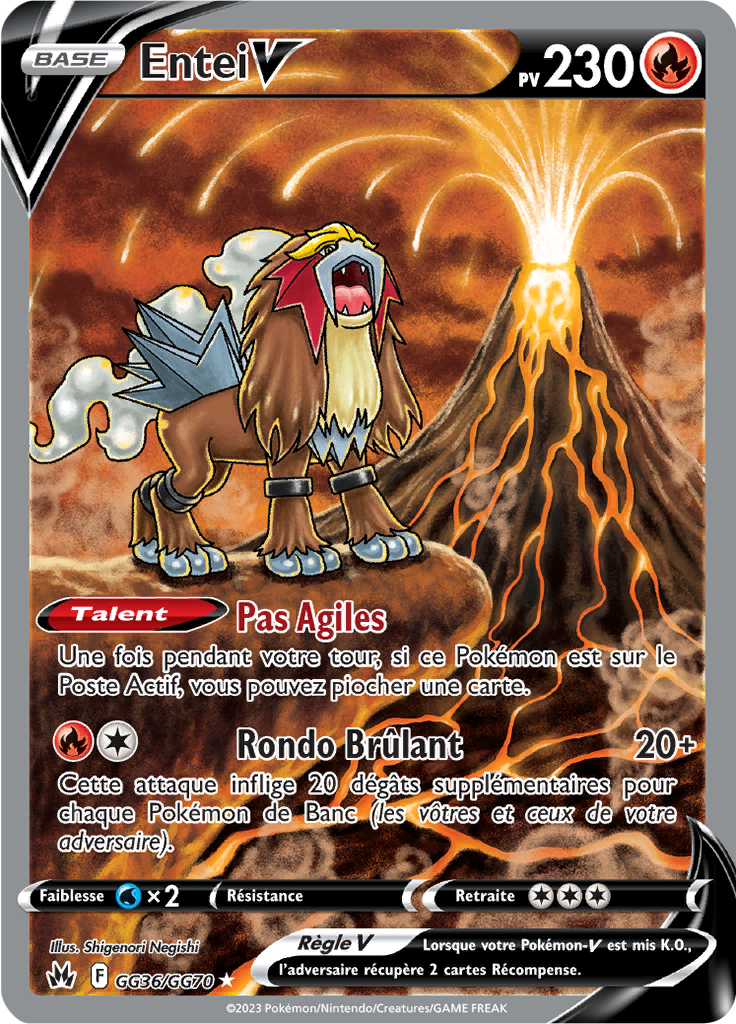 BASE
Entei V
PV 230
Talent
Pas Agiles
Une fois pendant votre tour, si ce Pokémon est sur le
Poste Actif, vous pouvez piocher une carte.
Rondo Brûlant 20+
Cette attaque inflige 20 dégâts supplémentaires pour
chaque Pokémon de Banc (les vôtres et ceux de votre
adversaire).
Faiblesse ×2 Résistance Retraite
Illus. Shigenori Negishi
Règle V Lorsque votre Pokémon-V est mis K.O.,
l'adversaire récupère 2 cartes Récompense.
F GG36/GG70 ★
©2023 Pokémon/Nintendo/Creatures/GAME FREAK